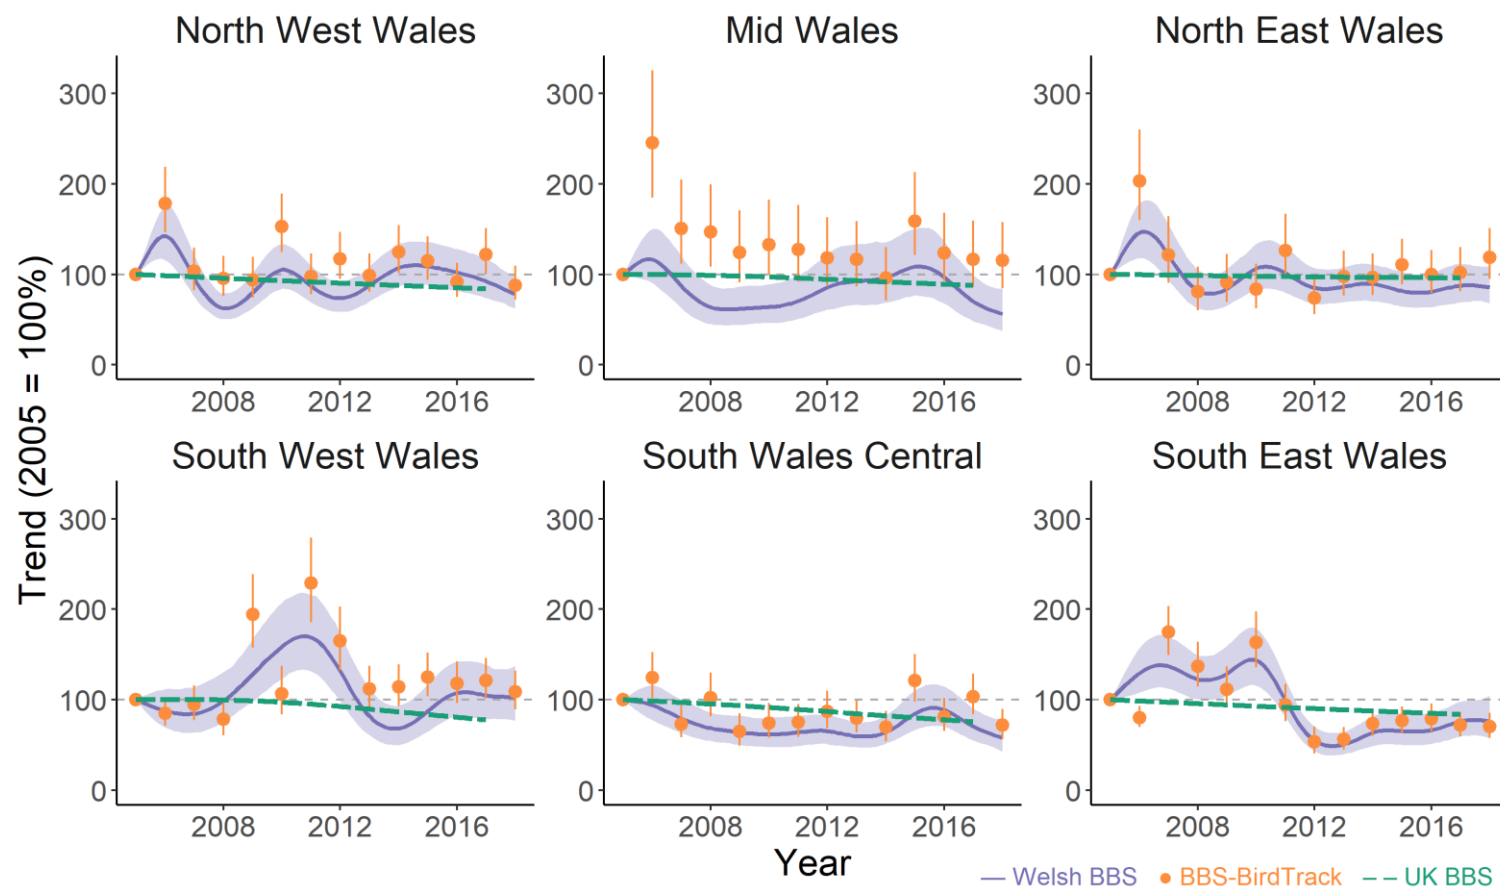 North West Wales Mid Wales North East Wales
300 300 300
200 200 200
100 100 100
0 0 0
2008 2012 2016 2008 2012 2016 2008 2012 2016
Trend (2005 = 100%)
South West Wales South Wales Central South East Wales
300 300 300
200 200 200
100 100 100
0 0 0
2008 2012 2016 2008 2012 2016 2008 2012 2016
Year
Welsh BBS BBS-BirdTrack UK BBS